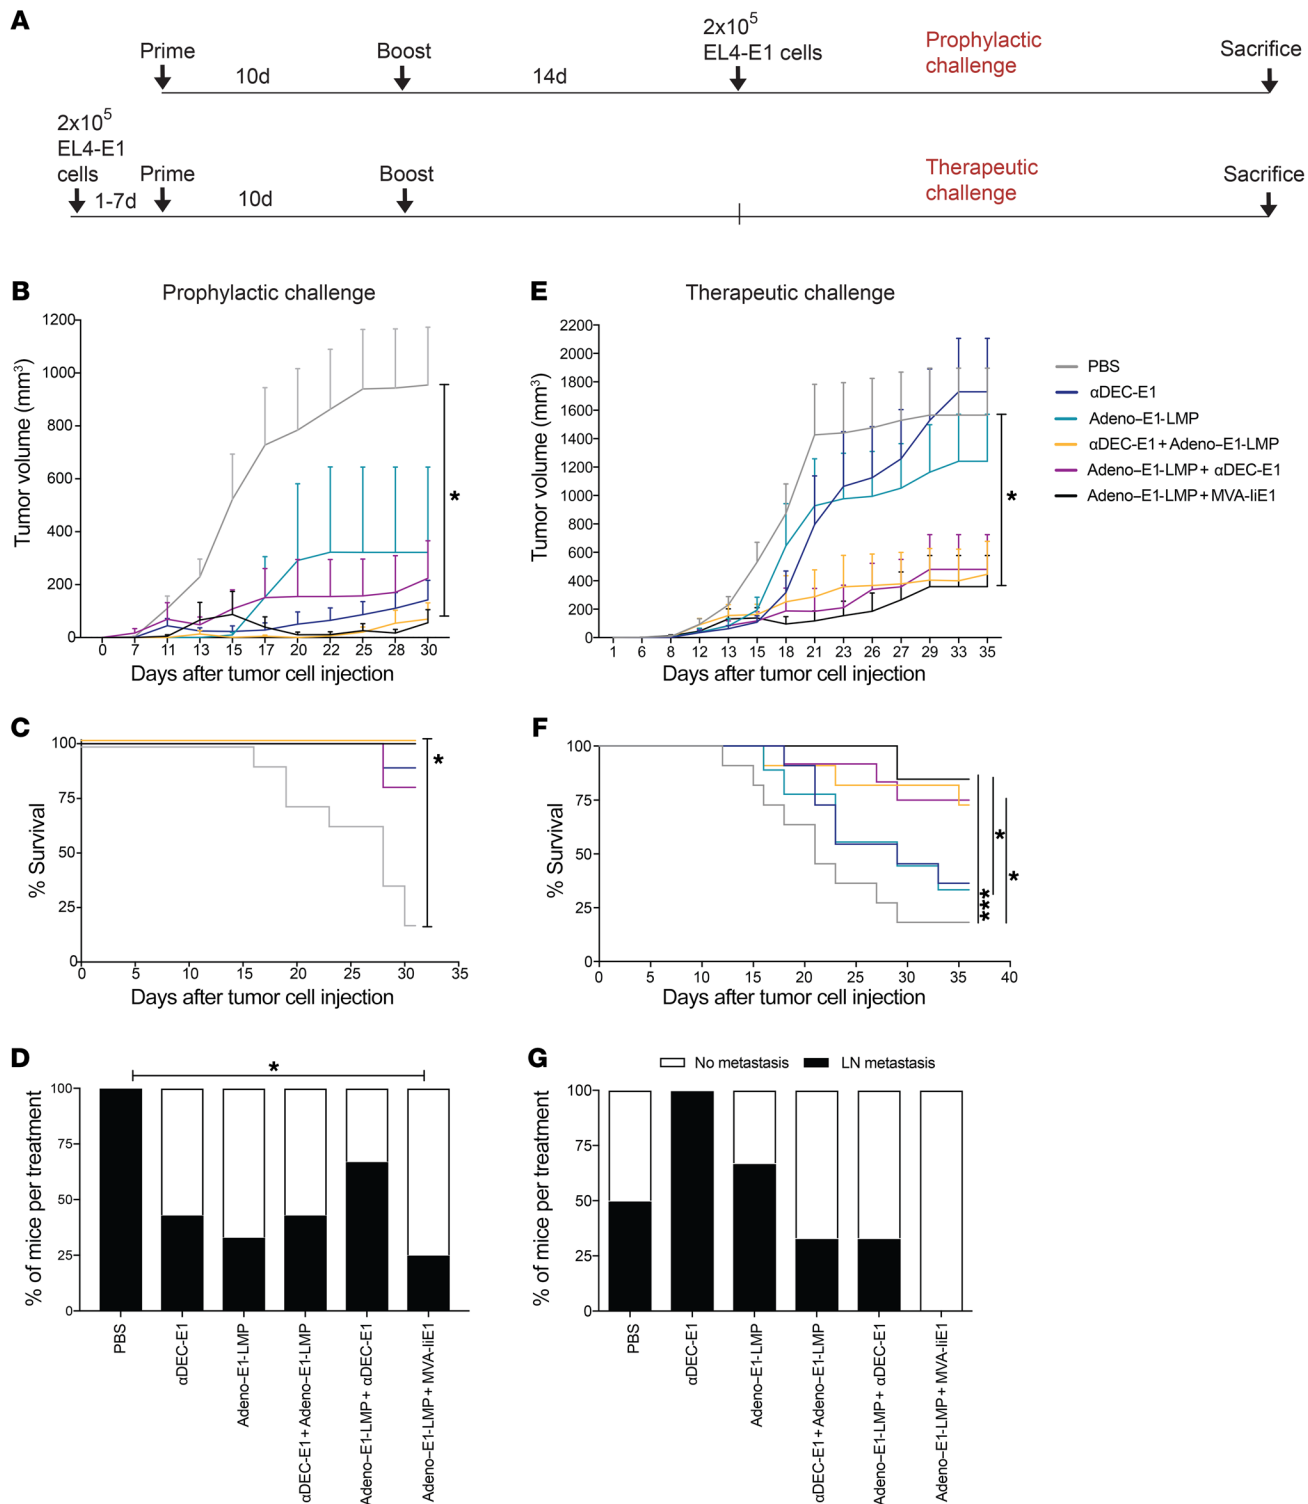 A
Prime
10d
Boost
14d
2x10⁵
EL4-E1 cells
Prophylactic
challenge
Sacrifice
2x10⁵
EL4-E1
cells
1-7d
Prime
10d
Boost
Therapeutic
challenge
Sacrifice
B
Prophylactic challenge
Tumor volume (mm³)
1200
1000
800
600
400
200
0
*
0 7 11 13 15 17 20 22 25 28 30
Days after tumor cell injection
E
Therapeutic challenge
Tumor volume (mm³)
2200
2000
1800
1600
1400
1200
1000
800
600
400
200
0
*
1 6 8 12 13 15 18 21 23 26 27 29 33 35
Days after tumor cell injection
PBS
αDEC-E1
Adeno–E1-LMP
αDEC-E1 + Adeno–E1-LMP
Adeno–E1-LMP + αDEC-E1
Adeno–E1-LMP + MVA-IiE1
C
% Survival
100
75
50
25
0
*
0 5 10 15 20 25 30 35
Days after tumor cell injection
F
% Survival
100
75
50
25
0
***
*
*
0 5 10 15 20 25 30 35 40
Days after tumor cell injection
D
% of mice per treatment
*
100
75
50
25
0
PBS
αDEC-E1
Adeno–E1-LMP
αDEC-E1 + Adeno–E1-LMP
Adeno–E1-LMP + αDEC-E1
Adeno–E1-LMP + MVA-IiE1
G
No metastasis
LN metastasis
% of mice per treatment
100
75
50
25
0
PBS
αDEC-E1
Adeno–E1-LMP
αDEC-E1 + Adeno–E1-LMP
Adeno–E1-LMP + αDEC-E1
Adeno–E1-LMP + MVA-IiE1